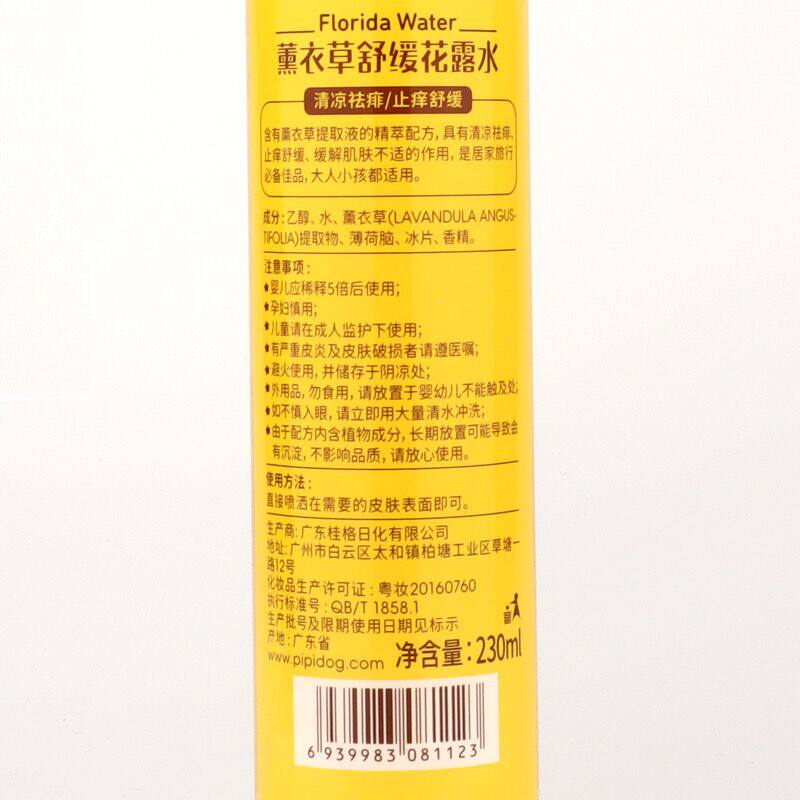 Florida Water
薰衣草舒缓花露水
清凉祛痱/止痒舒缓
含有薰衣草提取液的精萃配方，具有清凉祛痱、
止痒舒缓、缓解肌肤不适的作用，是居家旅行
必备佳品，大人小孩都适用。
成分：乙醇、水、薰衣草(LAVANDULA ANGUS-
TIFOLIA)提取物、薄荷脑、冰片、香精。
注意事项：
★婴儿应稀释5倍后使用；
★孕妇慎用；
★儿童请在成人监护下使用；
★有严重皮炎及皮肤破损者请遵医嘱；
★避火使用，并储存于阴凉处；
★外用品，勿食用，请放置于婴幼儿不能触及处；
★如不慎入眼，请立即用大量清水冲洗；
★由于配方内含植物成分，长期放置可能导致会
有沉淀，不影响品质，请放心使用。
使用方法：
直接喷洒在需要的皮肤表面即可。
生产商：广东桂格日化有限公司
地址：广州市白云区太和镇柏塘工业区草塘一
路12号
化妆品生产许可证：粤妆20160760
执行标准号：QB/T 1858.1
生产批号及限期使用日期见标示
产地：广东省
www.pipidog.com 净含量：230ml
6 939983 081123